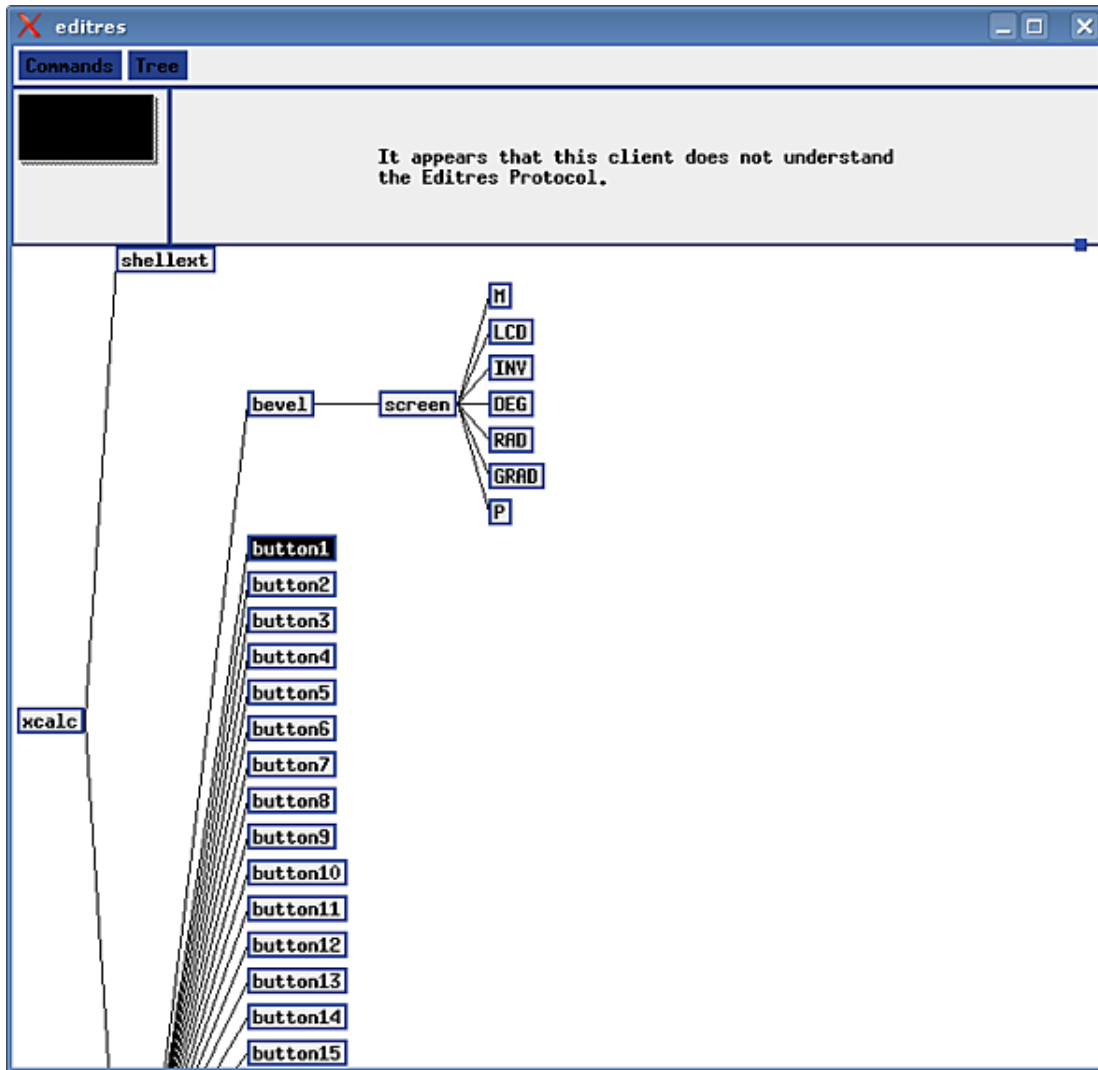 editres
Commands Tree
It appears that this client does not understand
the Editres Protocol.
shellext
M
LCD
INV
bevel screen DEG
RAD
GRAD
P
button1
button2
button3
button4
button5
xcalc
button6
button7
button8
button9
button10
button11
button12
button13
button14
button15